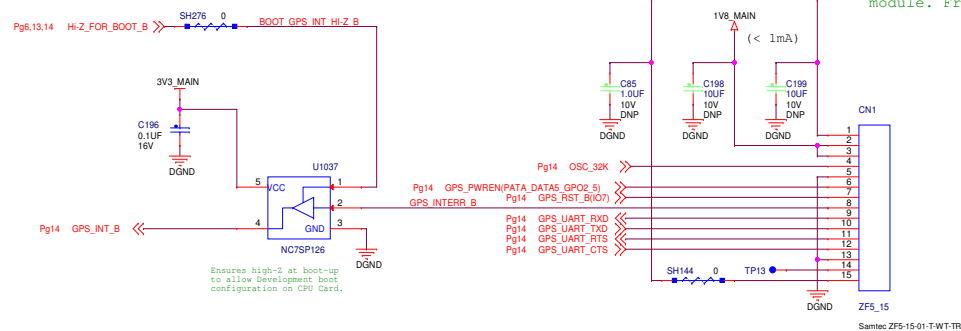 module. Fr
SH276 0
Pg6,13,14 Hi-Z_FOR_BOOT_B BOOT_GPS_INT_HI-Z_B
1V8_MAIN
(< 1mA)
3V3_MAIN
C85
1.0UF
10V
DNP
DGND
C198
10UF
10V
DNP
DGND
C199
10UF
10V
DNP
DGND
C196
0.1UF
16V
DGND
CN1
U1037
5 VCC 1
2
4 GND 3
NC7SP126
DGND
Pg14 GPS_INT_B
Pg14 OSC_32K
Pg14 GPS_PWREN(PATA_DATA5_GPO2_5)
Pg14 GPS_RST_B(IO7)
GPS_INTERR_B
Pg14 GPS_UART_RXD
Pg14 GPS_UART_TXD
Pg14 GPS_UART_RTS
Pg14 GPS_UART_CTS
1
2
3
4
5
6
7
8
9
10
11
12
13
14
15
SH144 0 TP13
Ensures high-Z at boot-up
to allow Development boot
configuration on CPU Card.
DGND
ZF5_15
Samtec ZF5-15-01-T-WT-TR